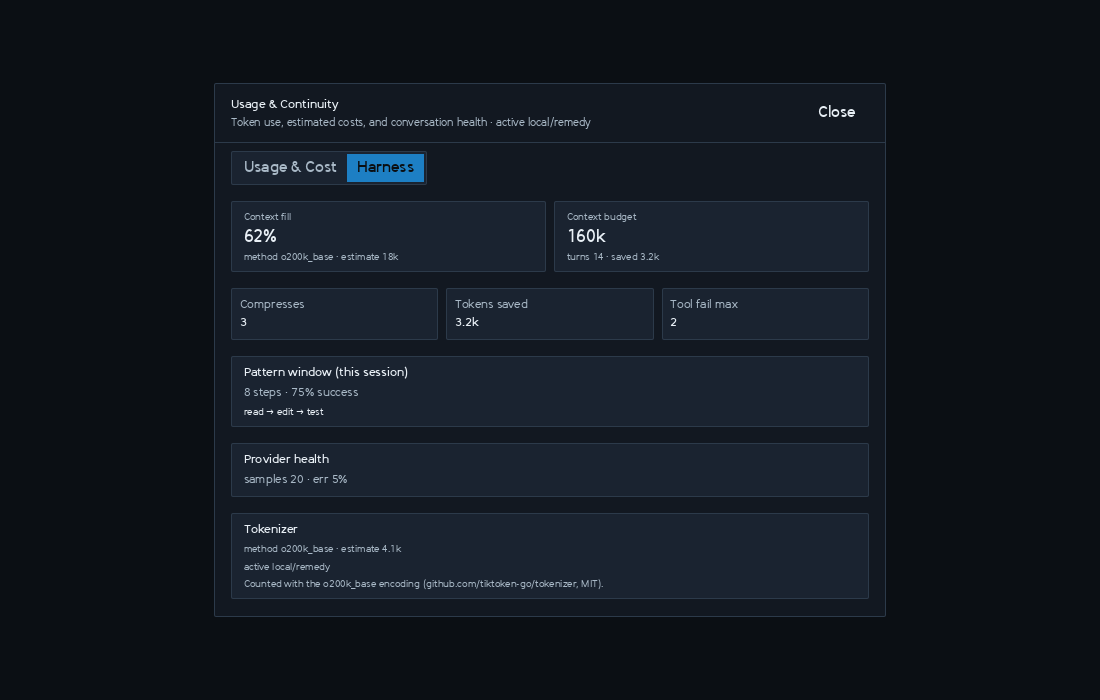 Usage & Continuity
Token use, estimated costs, and conversation health · active local/remedy
Close
Usage & Cost
Harness
Context fill
62%
method o200k_base · estimate 18k
Context budget
160k
turns 14 · saved 3.2k
Compresses
3
Tokens saved
3.2k
Tool fail max
2
Pattern window (this session)
8 steps · 75% success
read → edit → test
Provider health
samples 20 · err 5%
Tokenizer
method o200k_base · estimate 4.1k
active local/remedy
Counted with the o200k_base encoding (github.com/tiktoken-go/tokenizer, MIT).